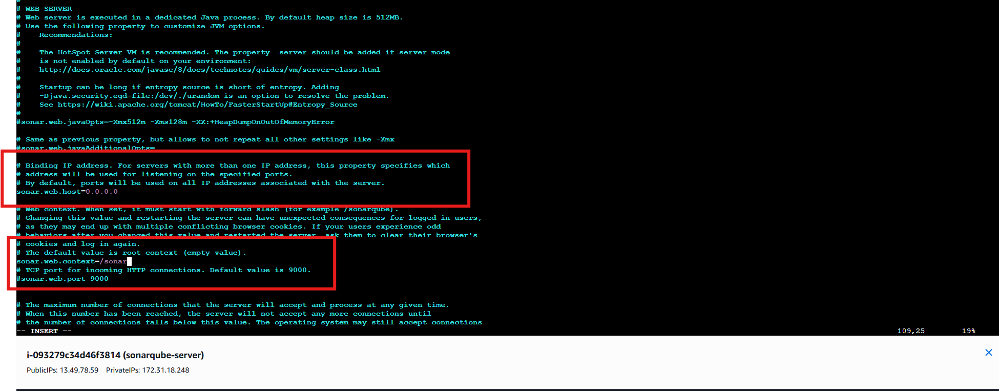 #
# WEB SERVER
# Web server is executed in a dedicated Java process. By default heap size is 512MB.
# Use the following property to customize JVM options.
#    Recommendations:
#
#    The HotSpot Server VM is recommended. The property -server should be added if server mode
#    is not enabled by default on your environment:
#    http://docs.oracle.com/javase/8/docs/technotes/guides/vm/server-class.html
#
#    Startup can be long if entropy source is short of entropy. Adding
#    -Djava.security.egd=file:/dev/./urandom is an option to resolve the problem.
#    See https://wiki.apache.org/tomcat/HowTo/FasterStartUp#Entropy_Source
#
#sonar.web.javaOpts=-Xmx512m -Xms128m -XX:+HeapDumpOnOutOfMemoryError
# Same as previous property, but allows to not repeat all other settings like -Xmx
#sonar.web.javaAdditionalOpts=
# Binding IP address. For servers with more than one IP address, this property specifies which
# address will be used for listening on the specified ports.
# By default, ports will be used on all IP addresses associated with the server.
sonar.web.host=0.0.0.0
# Web context. When set, it must start with forward slash (for example /sonarqube).
# Changing this value and restarting the server can have unexpected consequences for logged in users,
# as they may end up with multiple conflicting browser cookies. If your users experience odd
# behaviors after you changed this value and restarted the server, ask them to clear their browser's
# cookies and log in again.
# The default value is root context (empty value).
sonar.web.context=/sonar
# TCP port for incoming HTTP connections. Default value is 9000.
#sonar.web.port=9000
# The maximum number of connections that the server will accept and process at any given time.
# When this number has been reached, the server will not accept any more connections until
# the number of connections falls below this value. The operating system may still accept connections
-- INSERT -- 109,25 19%
i-093279c34d46f3814 (sonarqube-server)
PublicIPs: 13.49.78.59 PrivateIPs: 172.31.18.248